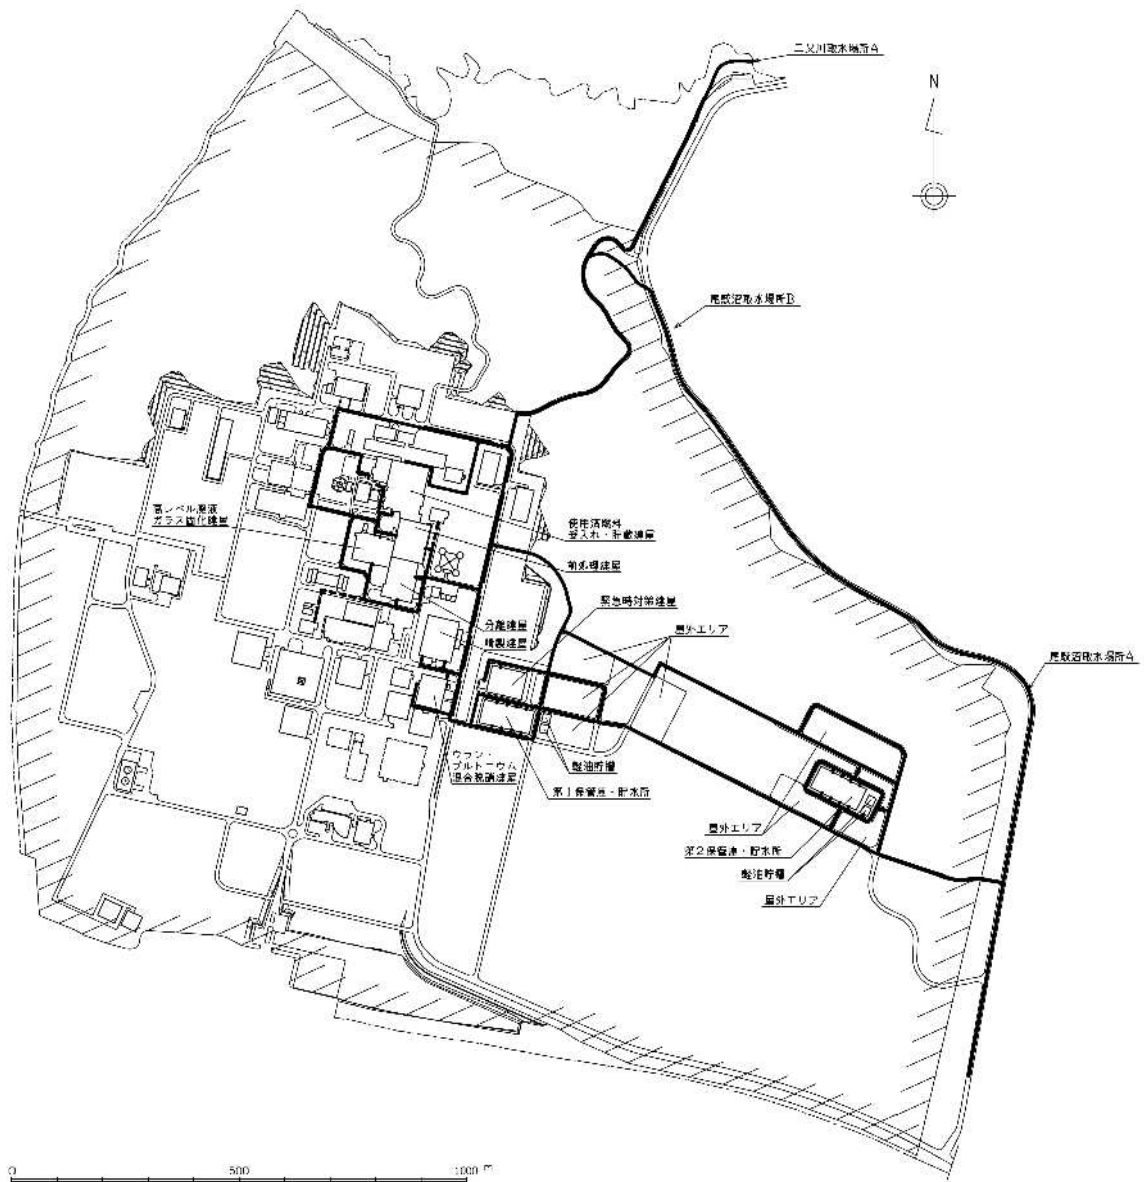 二又川取水場所A
N
尾駮沼取水場所B
高レベル廃液
ガラス固化建屋
使用済燃料
受入れ・貯蔵建屋
前処理建屋
緊急時対策建屋
分離建屋
精製建屋
屋外エリア
尾駮沼取水場所A
ウラン・
プルトニウム
混合脱硝建屋
軽油貯槽
第1保管庫・貯水所
屋外エリア
第2保管庫・貯水所
軽油貯槽
屋外エリア
0 500 1000 m